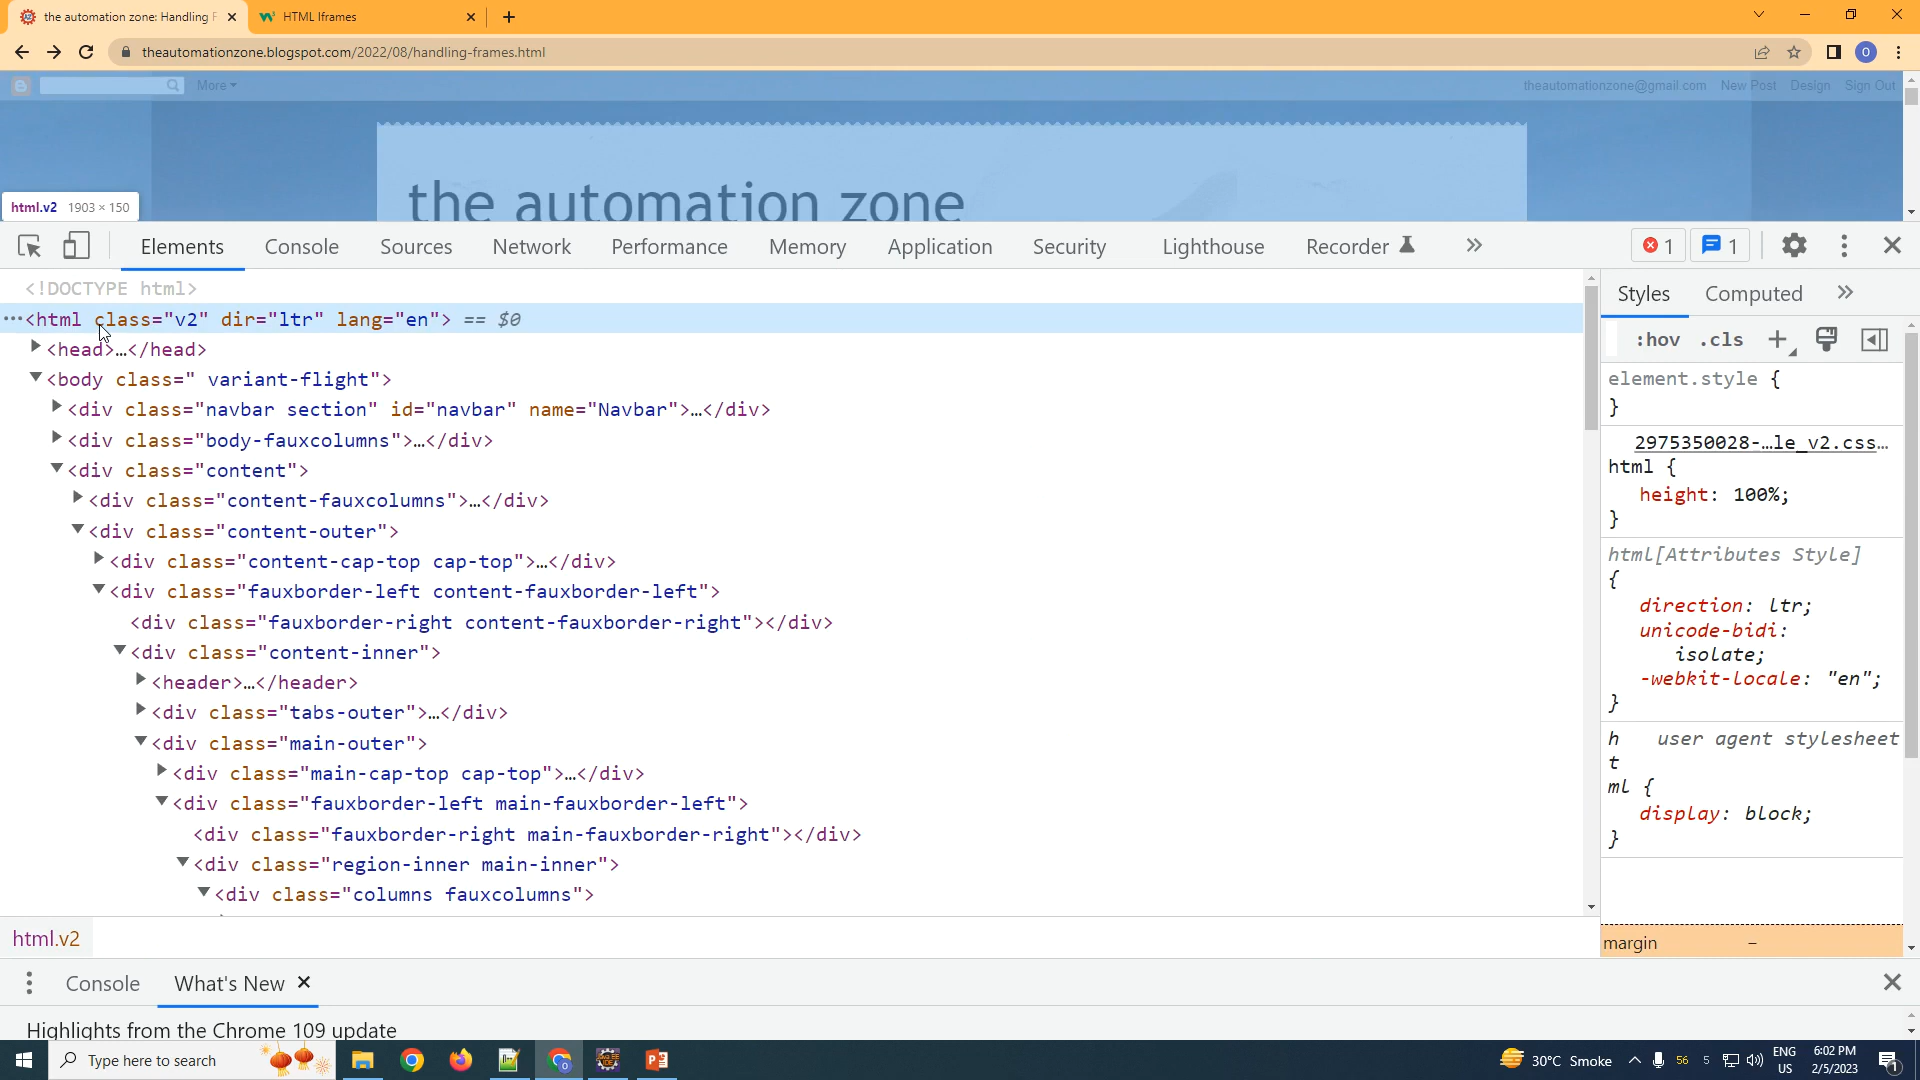 the automation zone: Handling F
HTML Iframes
theautomationzone.blogspot.com/2022/08/handling-frames.html
O
More
theautomationzone@gmail.com New Post Design Sign Out
the automation zone
html.v2 1903 × 150
Elements Console Sources Network Performance Memory Application Security Lighthouse Recorder 1 1
<!DOCTYPE html>
…<html class="v2" dir="ltr" lang="en"> == $0
<head>…</head>
<body class=" variant-flight">
<div class="navbar section" id="navbar" name="Navbar">…</div>
<div class="body-fauxcolumns">…</div>
<div class="content">
<div class="content-fauxcolumns">…</div>
<div class="content-outer">
<div class="content-cap-top cap-top">…</div>
<div class="fauxborder-left content-fauxborder-left">
<div class="fauxborder-right content-fauxborder-right"></div>
<div class="content-inner">
<header>…</header>
<div class="tabs-outer">…</div>
<div class="main-outer">
<div class="main-cap-top cap-top">…</div>
<div class="fauxborder-left main-fauxborder-left">
<div class="fauxborder-right main-fauxborder-right"></div>
<div class="region-inner main-inner">
<div class="columns fauxcolumns">
html.v2
Styles Computed
:hov .cls
element.style {
}
2975350028-…le_v2.css…
html {
height: 100%;
}
html[Attributes Style]
{
direction: ltr;
unicode-bidi:
isolate;
-webkit-locale: "en";
}
h user agent stylesheet
t
ml {
display: block;
}
margin –
Console What's New
Highlights from the Chrome 109 update
Type here to search
30°C Smoke
56 5
ENG
US
6:02 PM
2/5/2023
1